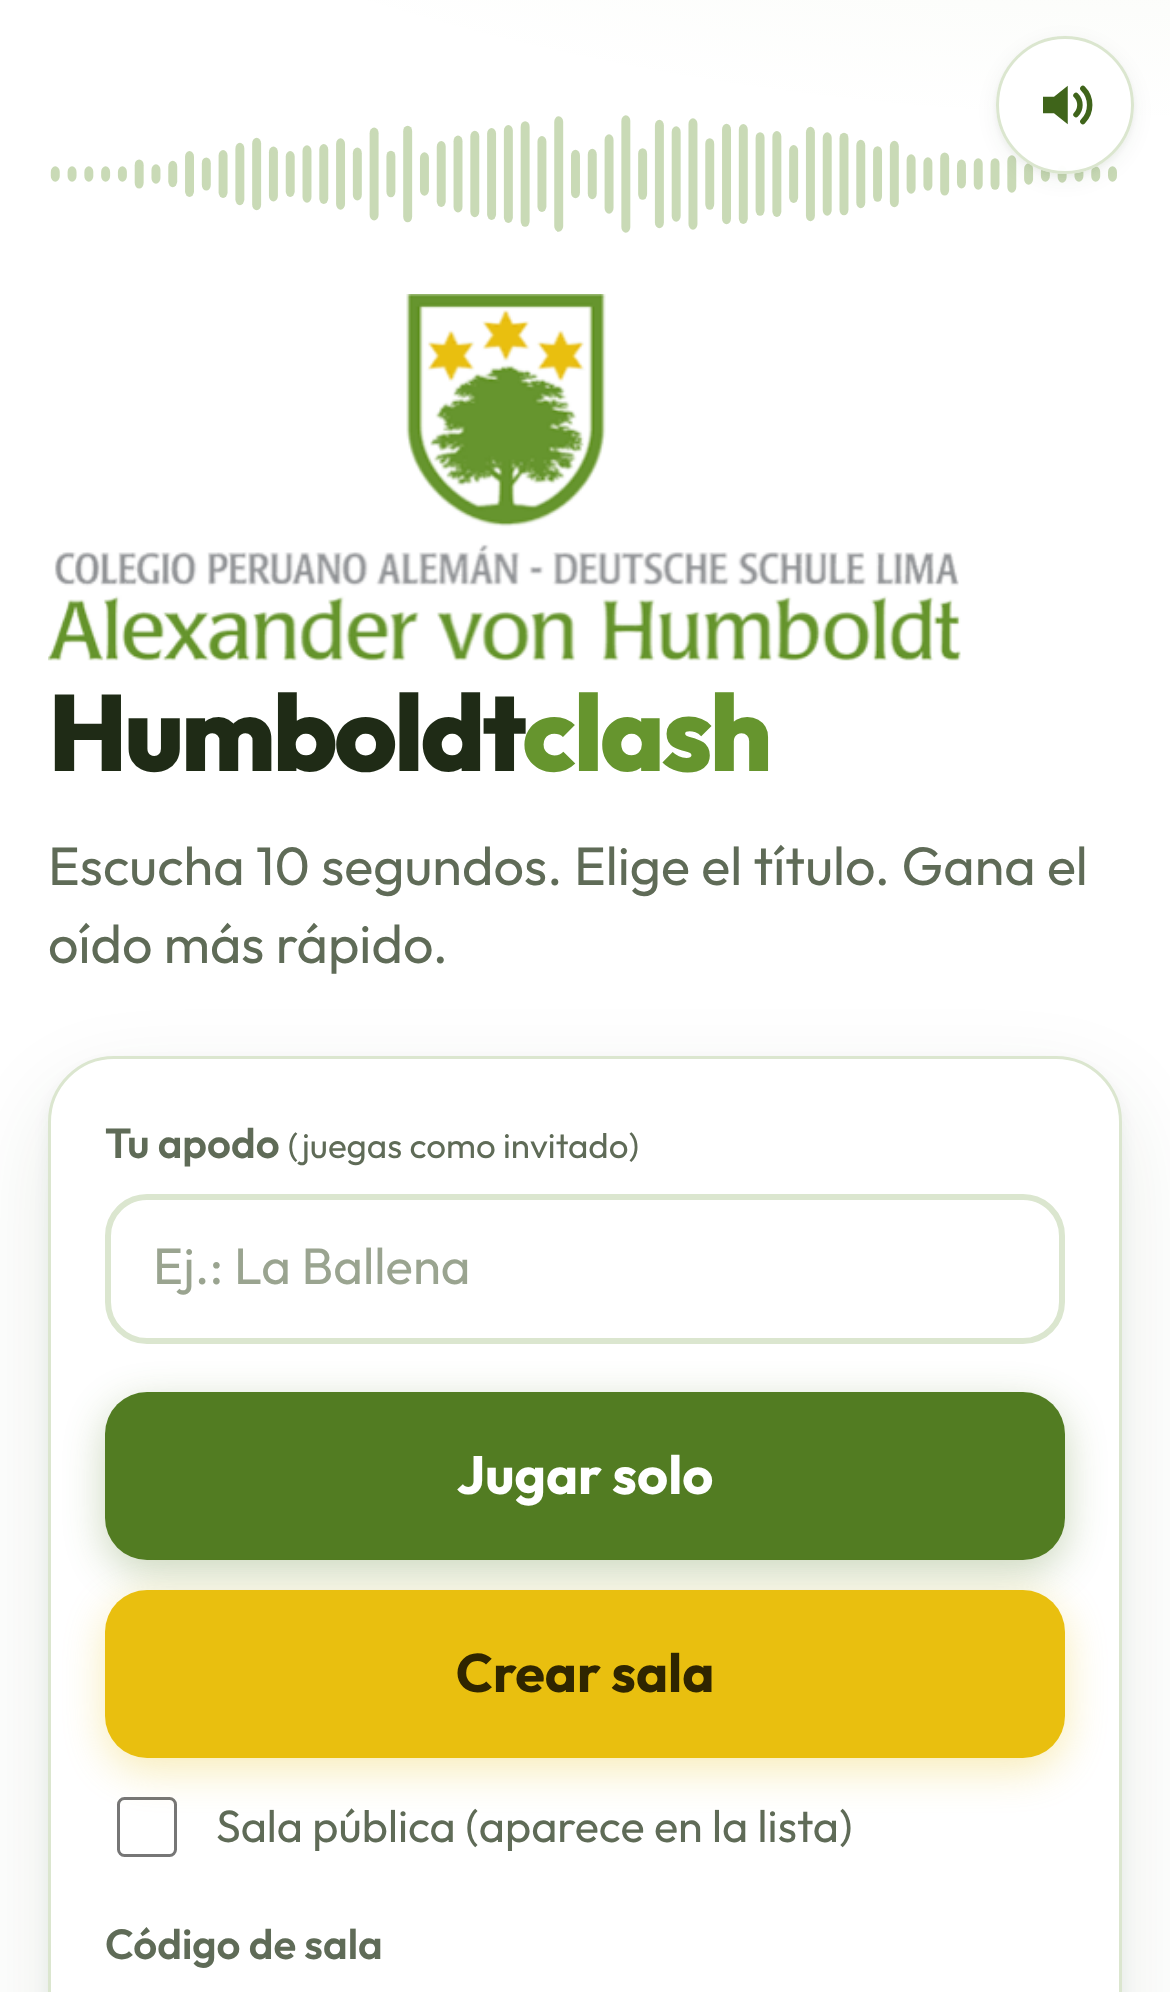 COLEGIO PERUANO ALEMÁN - DEUTSCHE SCHULE LIMA
Alexander von Humboldt
Humboldtclash
Escucha 10 segundos. Elige el título. Gana el
oído más rápido.
Tu apodo (juegas como invitado)
Ej.: La Ballena
Jugar solo
Crear sala
Sala pública (aparece en la lista)
Código de sala